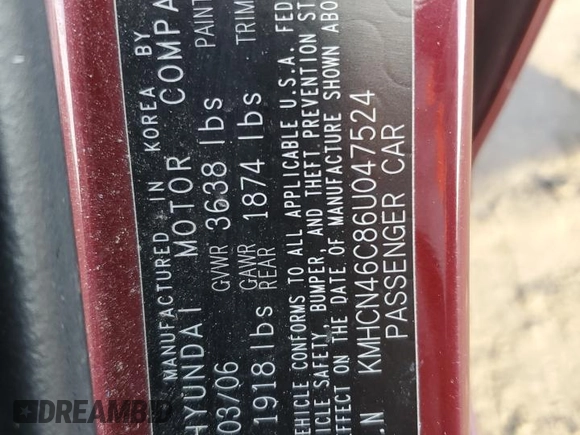 MANUFACTURED IN KOREA BY
HYUNDAI MOTOR COMPA
03/06 GVWR 3638 lbs PAINT
1918 lbs GAWR REAR 1874 lbs TRIM
VEHICLE CONFORMS TO ALL APPLICABLE U.S.A. FED
ICLE SAFETY, BUMPER, AND THEFT PREVENTION ST
EFFECT ON THE DATE OF MANUFACTURE SHOWN ABO
.N KMHCN46C86U047524
PASSENGER CAR
DREAMBID